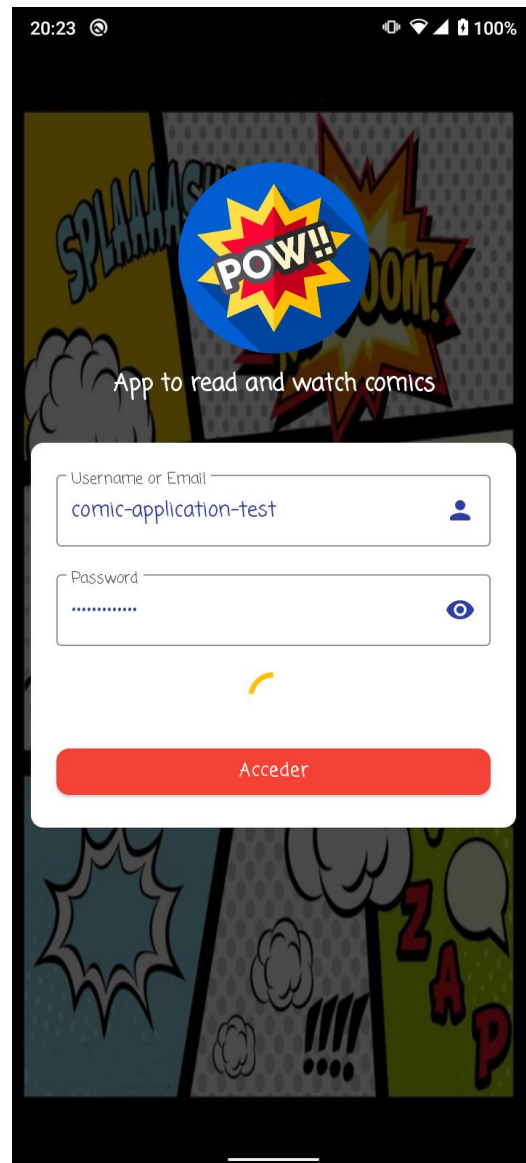 20:23
100%
SPLAAAASH
POW!!
OOM!
App to read and watch comics
Username or Email
comic-application-test
Password
•••••••••••••
Acceder
!!!!
ZAP